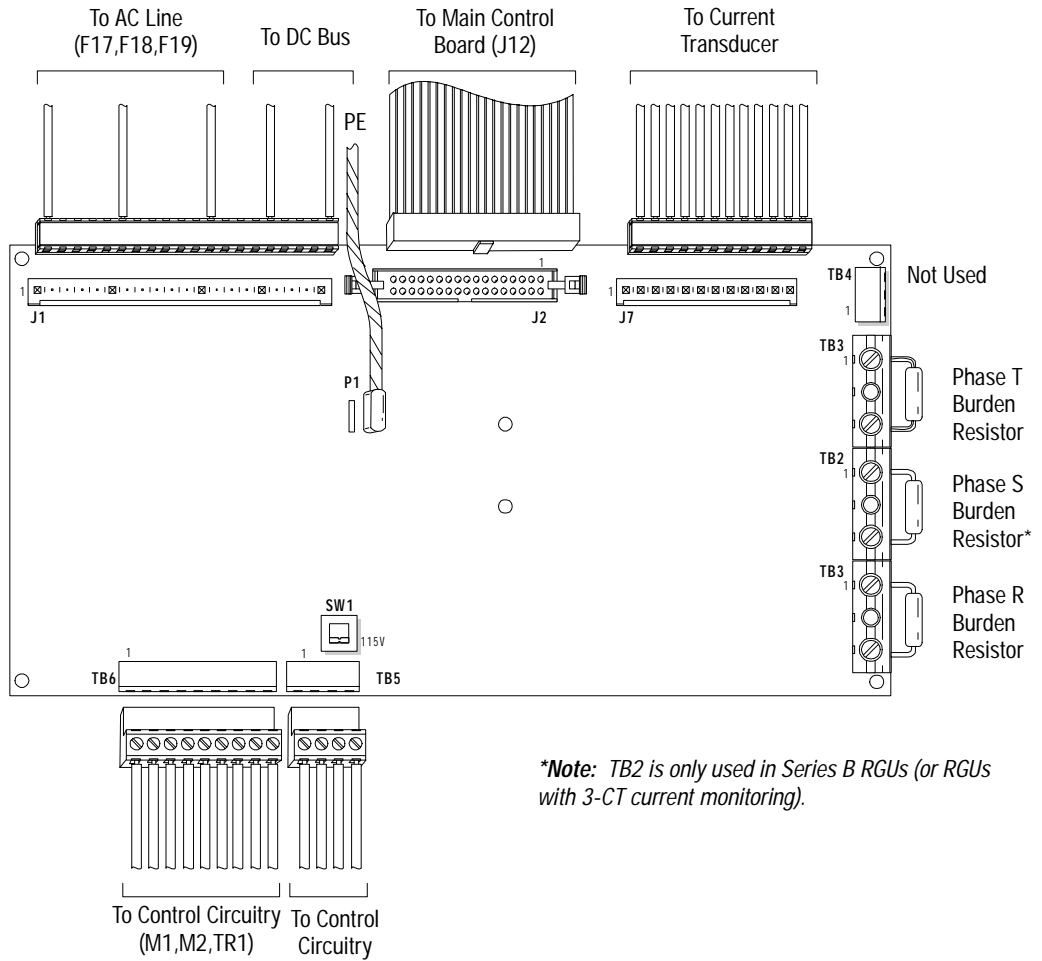 To AC Line
(F17,F18,F19)
To DC Bus
To Main Control
Board (J12)
To Current
Transducer
PE
1
J1
1
J2
1
J7
TB4
1
Not Used
P1
TB3
1
Phase T
Burden
Resistor
TB2
1
Phase S
Burden
Resistor*
TB3
1
Phase R
Burden
Resistor
SW1
115V
1
TB6
1
TB5
*Note: TB2 is only used in Series B RGUs (or RGUs
with 3-CT current monitoring).
To Control Circuitry
(M1,M2,TR1)
To Control
Circuitry